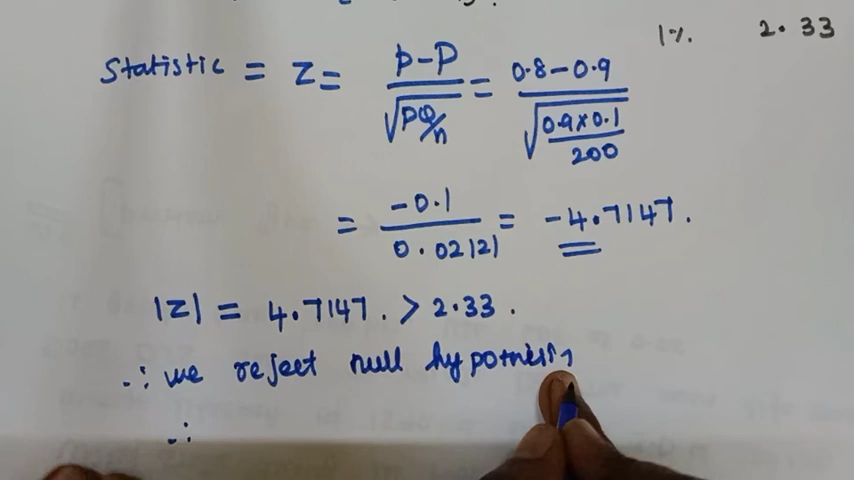 1%. 2.33
Statistic = Z = p-P/√PQ/n = 0.8-0.9/√0.9×0.1/200
= -0.1/0.02121 = -4.7147.
|Z| = 4.7147. > 2.33.
∴ we reject null hypothesis
∴